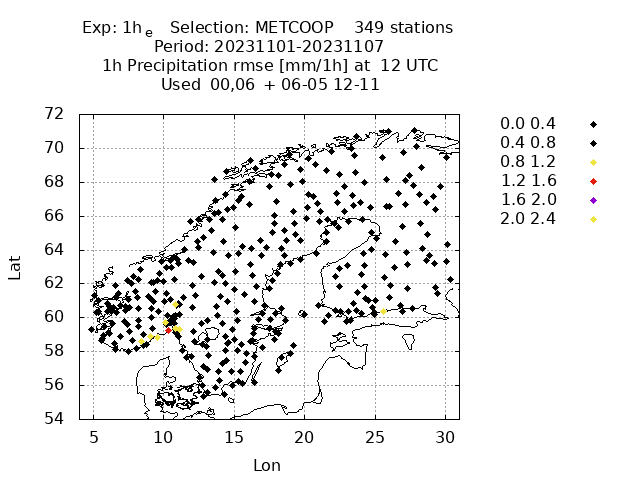 Exp: 1h e Selection: METCOOP 349 stations
Period: 20231101-20231107
1h Precipitation rmse [mm/1h] at 12 UTC
Used 00,06 + 06-05 12-11
72
70
68
66
64
62
60
58
56
54
Lat
5 10 15 20 25 30
Lon
0.0 0.4
0.4 0.8
0.8 1.2
1.2 1.6
1.6 2.0
2.0 2.4